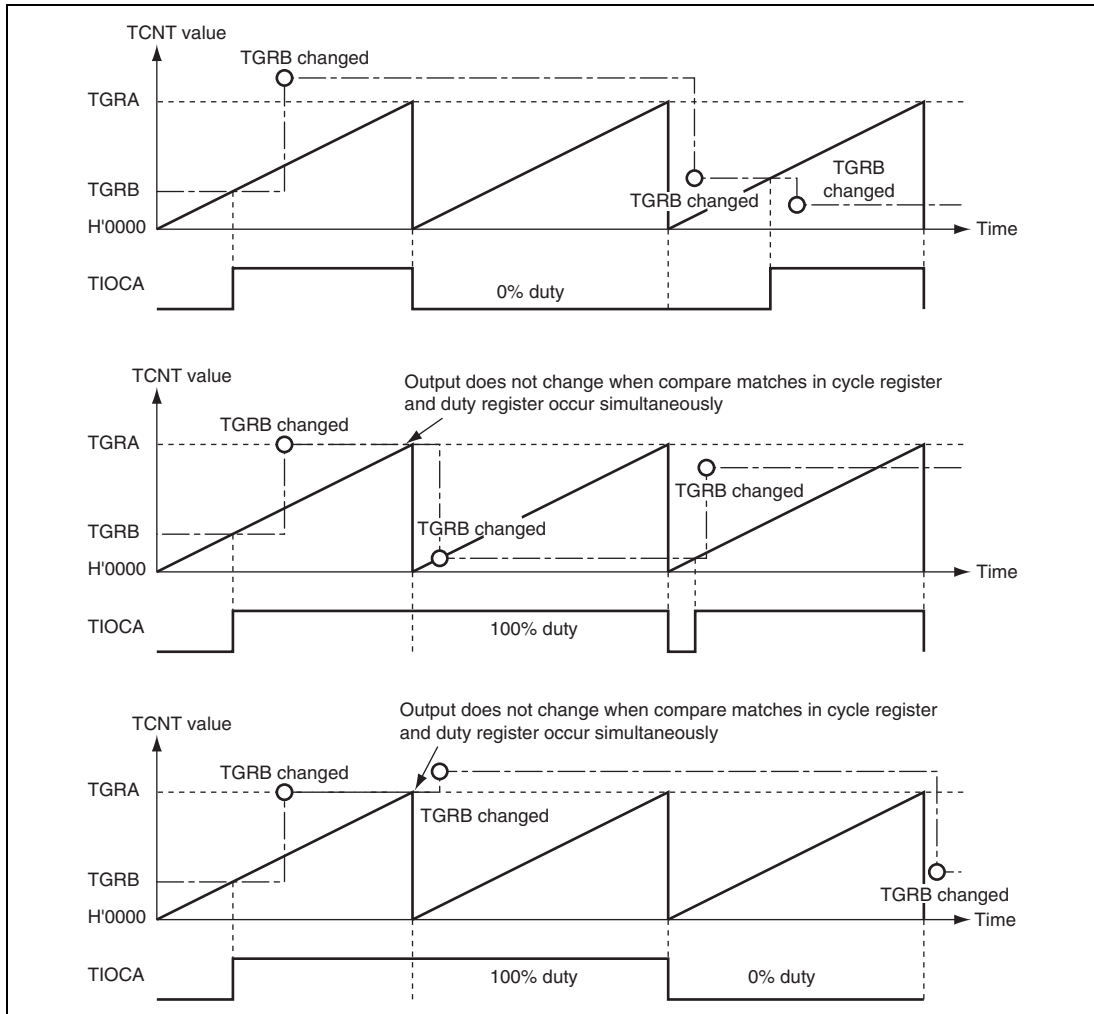 TCNT value
TGRB changed
TGRA
TGRB
TGRB changed
TGRB
changed
H'0000
Time
TIOCA
0% duty
TCNT value
Output does not change when compare matches in cycle register
and duty register occur simultaneously
TGRB changed
TGRA
TGRB changed
TGRB
TGRB changed
H'0000
Time
TIOCA
100% duty
TCNT value
Output does not change when compare matches in cycle register
and duty register occur simultaneously
TGRB changed
TGRA
TGRB changed
TGRB
TGRB changed
H'0000
Time
TIOCA
100% duty
0% duty